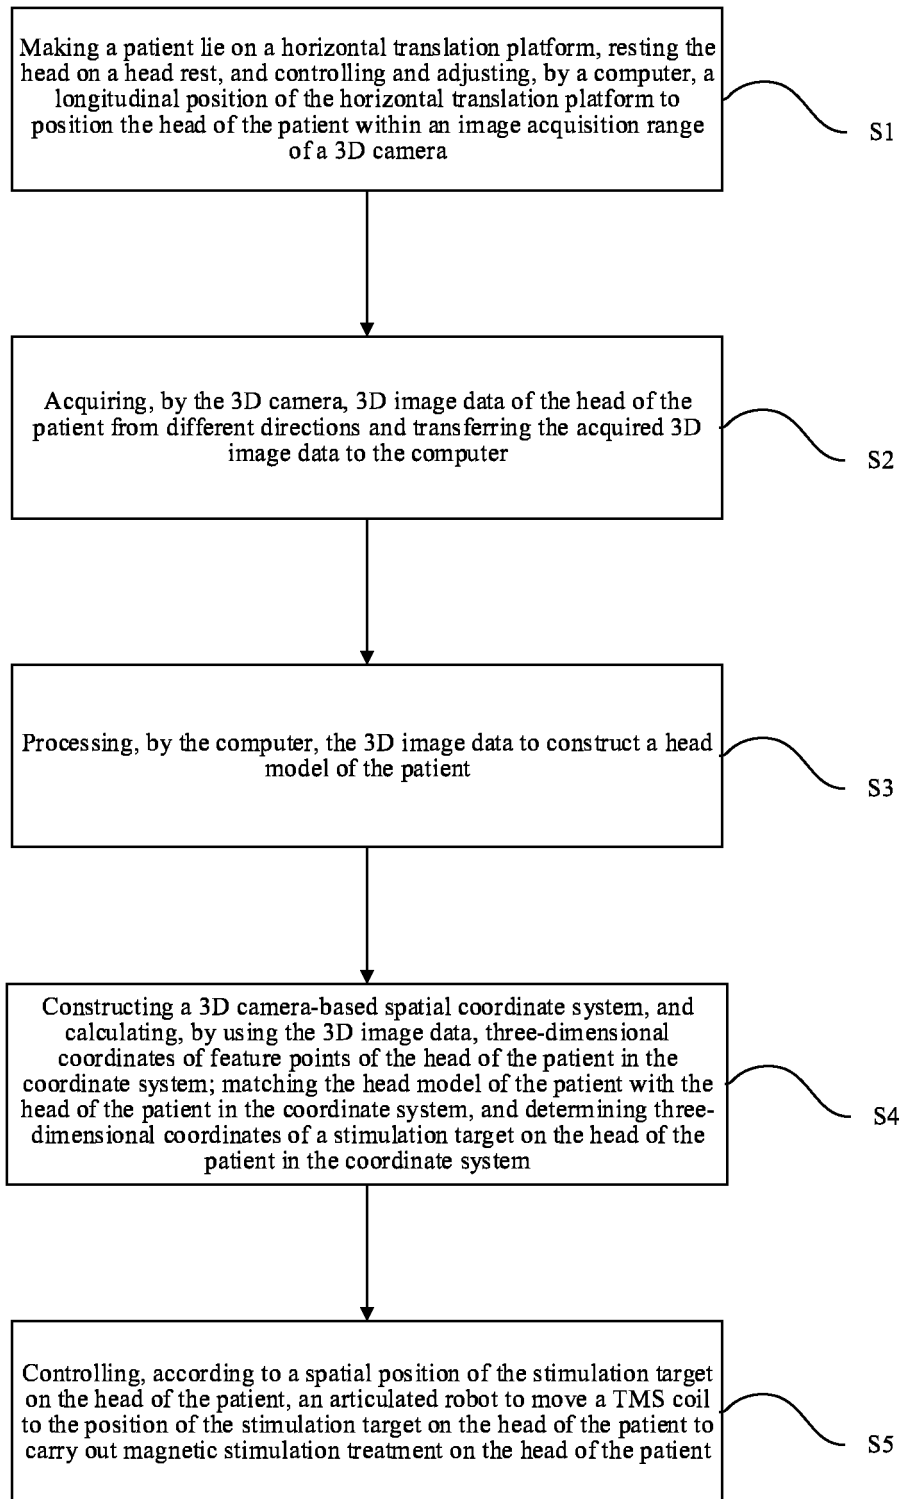 Making a patient lie on a horizontal translation platform, resting the
head on a head rest, and controlling and adjusting, by a computer, a
longitudinal position of the horizontal translation platform to
position the head of the patient within an image acquisition range
of a 3D camera
S1
Acquiring, by the 3D camera, 3D image data of the head of the
patient from different directions and transferring the acquired 3D
image data to the computer
S2
Processing, by the computer, the 3D image data to construct a head
model of the patient
S3
Constructing a 3D camera-based spatial coordinate system, and
calculating, by using the 3D image data, three-dimensional
coordinates of feature points of the head of the patient in the
coordinate system; matching the head model of the patient with the
head of the patient in the coordinate system, and determining three-
dimensional coordinates of a stimulation target on the head of the
patient in the coordinate system
S4
Controlling, according to a spatial position of the stimulation target
on the head of the patient, an articulated robot to move a TMS coil
to the position of the stimulation target on the head of the patient to
carry out magnetic stimulation treatment on the head of the patient
S5